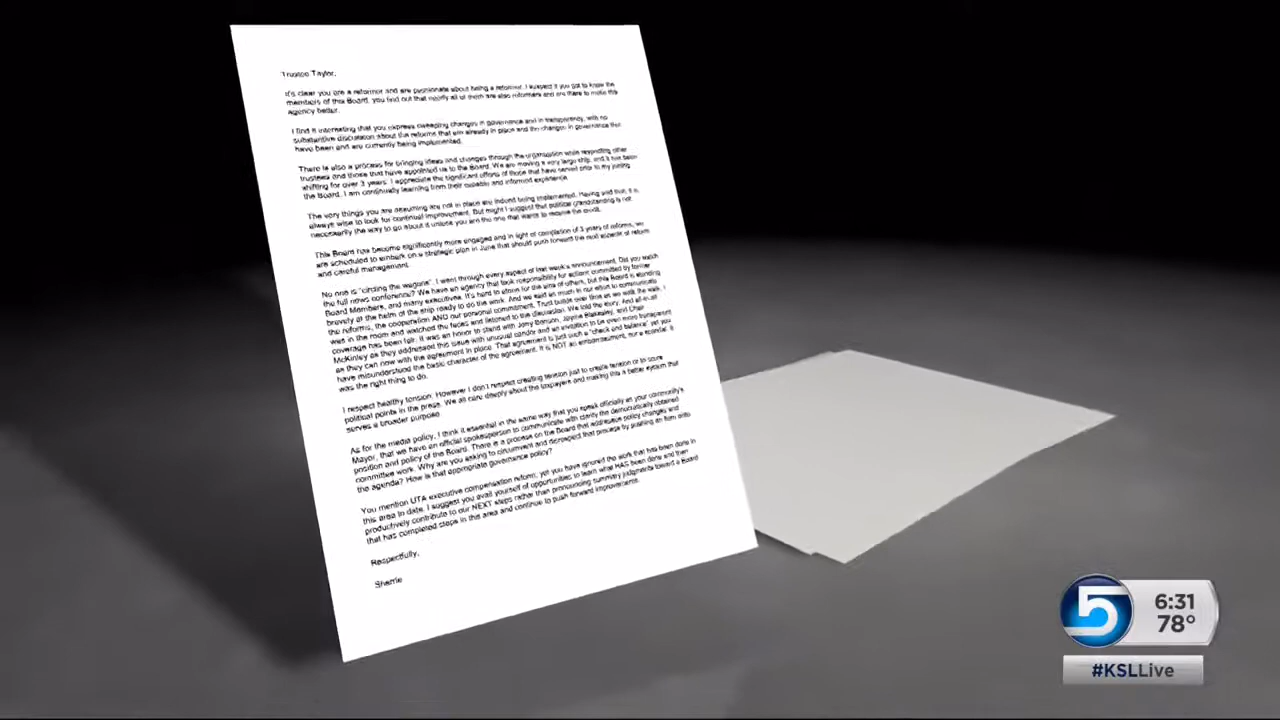 Trustee Taylor,
It's clear you are a reformer and are passionate about being a reformer. I suspect if you got to know the
members of this Board, you find out that nearly all of them are also reformers and are there to make this
agency better.
I find it interesting that you express sweeping changes in governance and in transparency, with no
substantive discussion about the reforms that are already in place and the changes in governance that
have been and are currently being implemented.
There is also a process for bringing ideas and changes through the organization while respecting other
trustees and those that have appointed us to the Board. We are moving a very large ship, and it has been
shifting for over 3 years. I appreciate the significant efforts of those that have served prior to my joining
the Board. I am continually learning from their capable and informed experience.
The very things you are assuming are not in place are indeed being implemented. Having said that, it is
always wise to look for continual improvement. But might I suggest that political grandstanding is not
necessarily the way to go about it unless you are the one that wants to receive the credit.
This Board has become significantly more engaged and in light of completion of 3 years of reforms, we
are scheduled to embark on a strategic plan in June that should push forward the next aspects of reform
and careful management.
No one is "circling the wagons". I went through every aspect of last week's announcement. Did you watch
the full news conference? We have an agency that took responsibility for actions committed by former
Board Members, and many executives. It's hard to atone for the sins of others, but this Board is standing
bravely at the helm of the ship ready to do the work. And we said as much in our effort to communicate
the reforms, the cooperation AND our personal commitment. Trust builds over time as we walk the walk. I
was in the room and watched the faces and listened to the discussion. We told the story. And all-in-all
coverage has been fair. It was an honor to stand with Jerry Benson, Jayme Blakesley, and Chair
McKinley as they addressed this issue with unusual candor and an invitation to be even more transparent
as they can now with the agreement in place. That agreement is just such a "check and balance" yet you
have misunderstood the basic character of the agreement. It is NOT an embarrassment, nor a scandal. It
was the right thing to do.
I respect healthy tension. However I don't respect creating tension just to create tension or to score
political points in the press. We all care deeply about the taxpayers and making this a better system that
serves a broader purpose.
As for the media policy, I think it essential in the same way that you speak officially as your community's
Mayor, that we have an official spokesperson to communicate with clarity the democratically obtained
position and policy of the Board. There is a process on the Board that addresses policy changes and
committee work. Why are you asking to circumvent and disrespect that process by pushing an item onto
the agenda? How is that appropriate governance policy?
You mention UTA executive compensation reform; yet you have ignored the work that has been done in
this area to date. I suggest you avail yourself of opportunities to learn what HAS been done and then
productively contribute to our NEXT steps rather than pronouncing summary judgments toward a Board
that has completed steps in this area and continue to push forward improvements.
Respectfully,
Sherrie
5
6:31
78°
#KSLLive